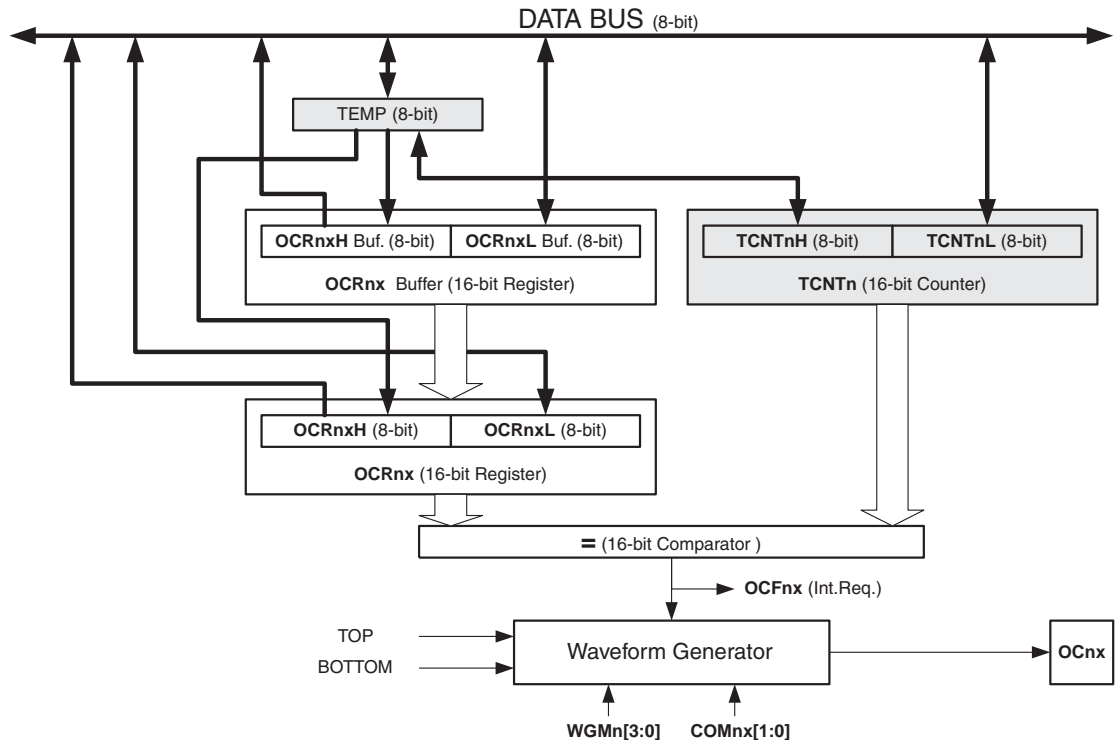 DATA BUS (8-bit)
TEMP (8-bit)
OCRnxH Buf. (8-bit) OCRnxL Buf. (8-bit)
OCRnx Buffer (16-bit Register)
TCNTnH (8-bit) TCNTnL (8-bit)
TCNTn (16-bit Counter)
OCRnxH (8-bit) OCRnxL (8-bit)
OCRnx (16-bit Register)
= (16-bit Comparator )
OCFnx (Int.Req.)
TOP
BOTTOM
Waveform Generator
OCnx
WGMn[3:0] COMnx[1:0]